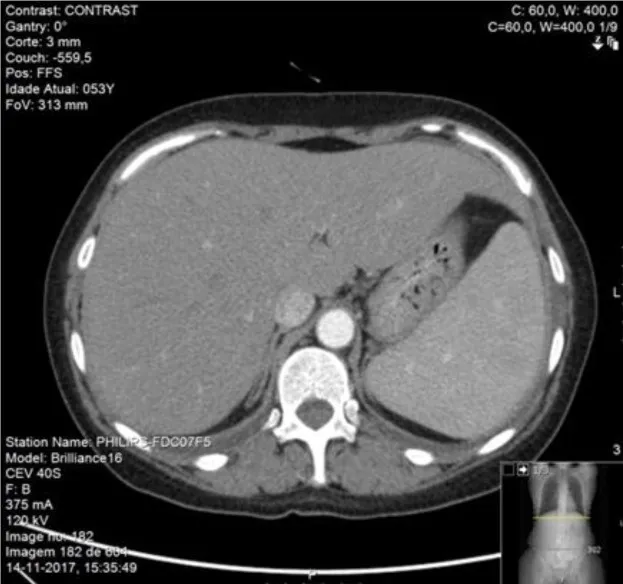 Contrast: CONTRAST
Gantry: 0°
Corte: 3 mm
Couch: -559,5
Pos: FFS
Idade Atual: 053Y
FoV: 313 mm
C: 60,0, W: 400,0
C=60,0, W=400,0 1/9
L
3
Station Name: PHILIPS-FDC07F5
Model: Brilliance16
CEV 40S
F: B
375 mA
120 kV
Image no: 182
Imagem 182 de
14-11-2017, 15:35:49